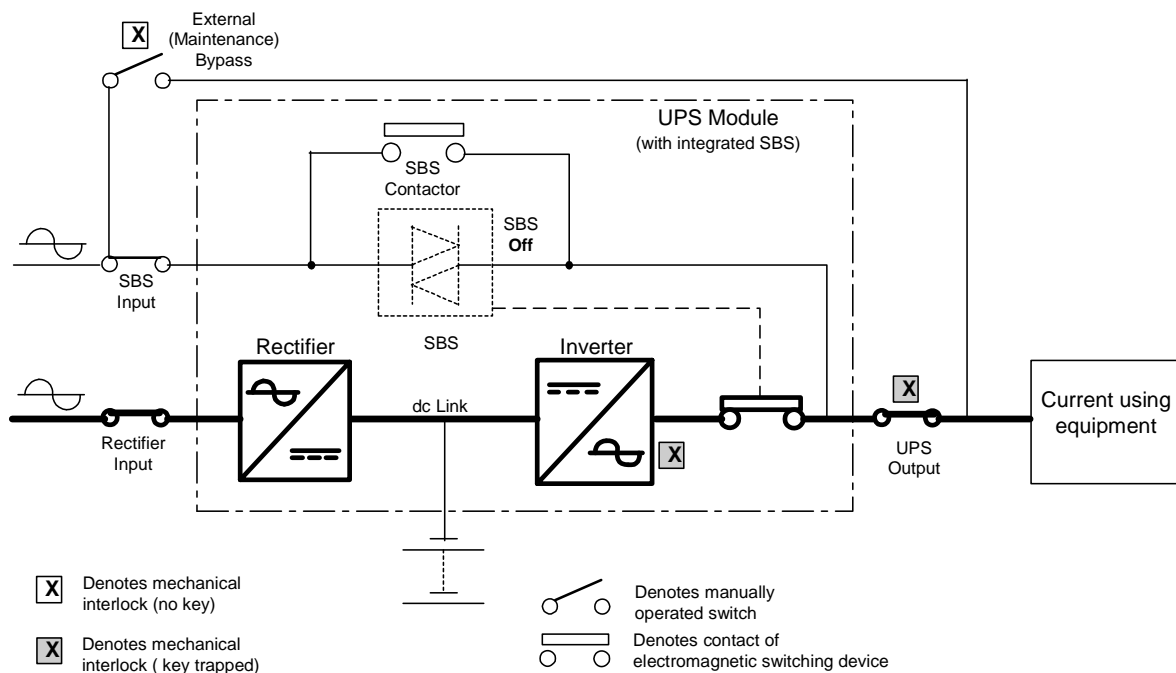 X
External
(Maintenance)
Bypass
UPS Module
(with integrated SBS)
SBS
Contactor
SBS
Off
SBS
Input
SBS
Rectifier
Inverter
dc Link
X
X
Rectifier
Input
UPS
Output
Current using
equipment
X
Denotes mechanical
interlock (no key)
X
Denotes mechanical
interlock ( key trapped)
Denotes manually
operated switch
Denotes contact of
electromagnetic switching device